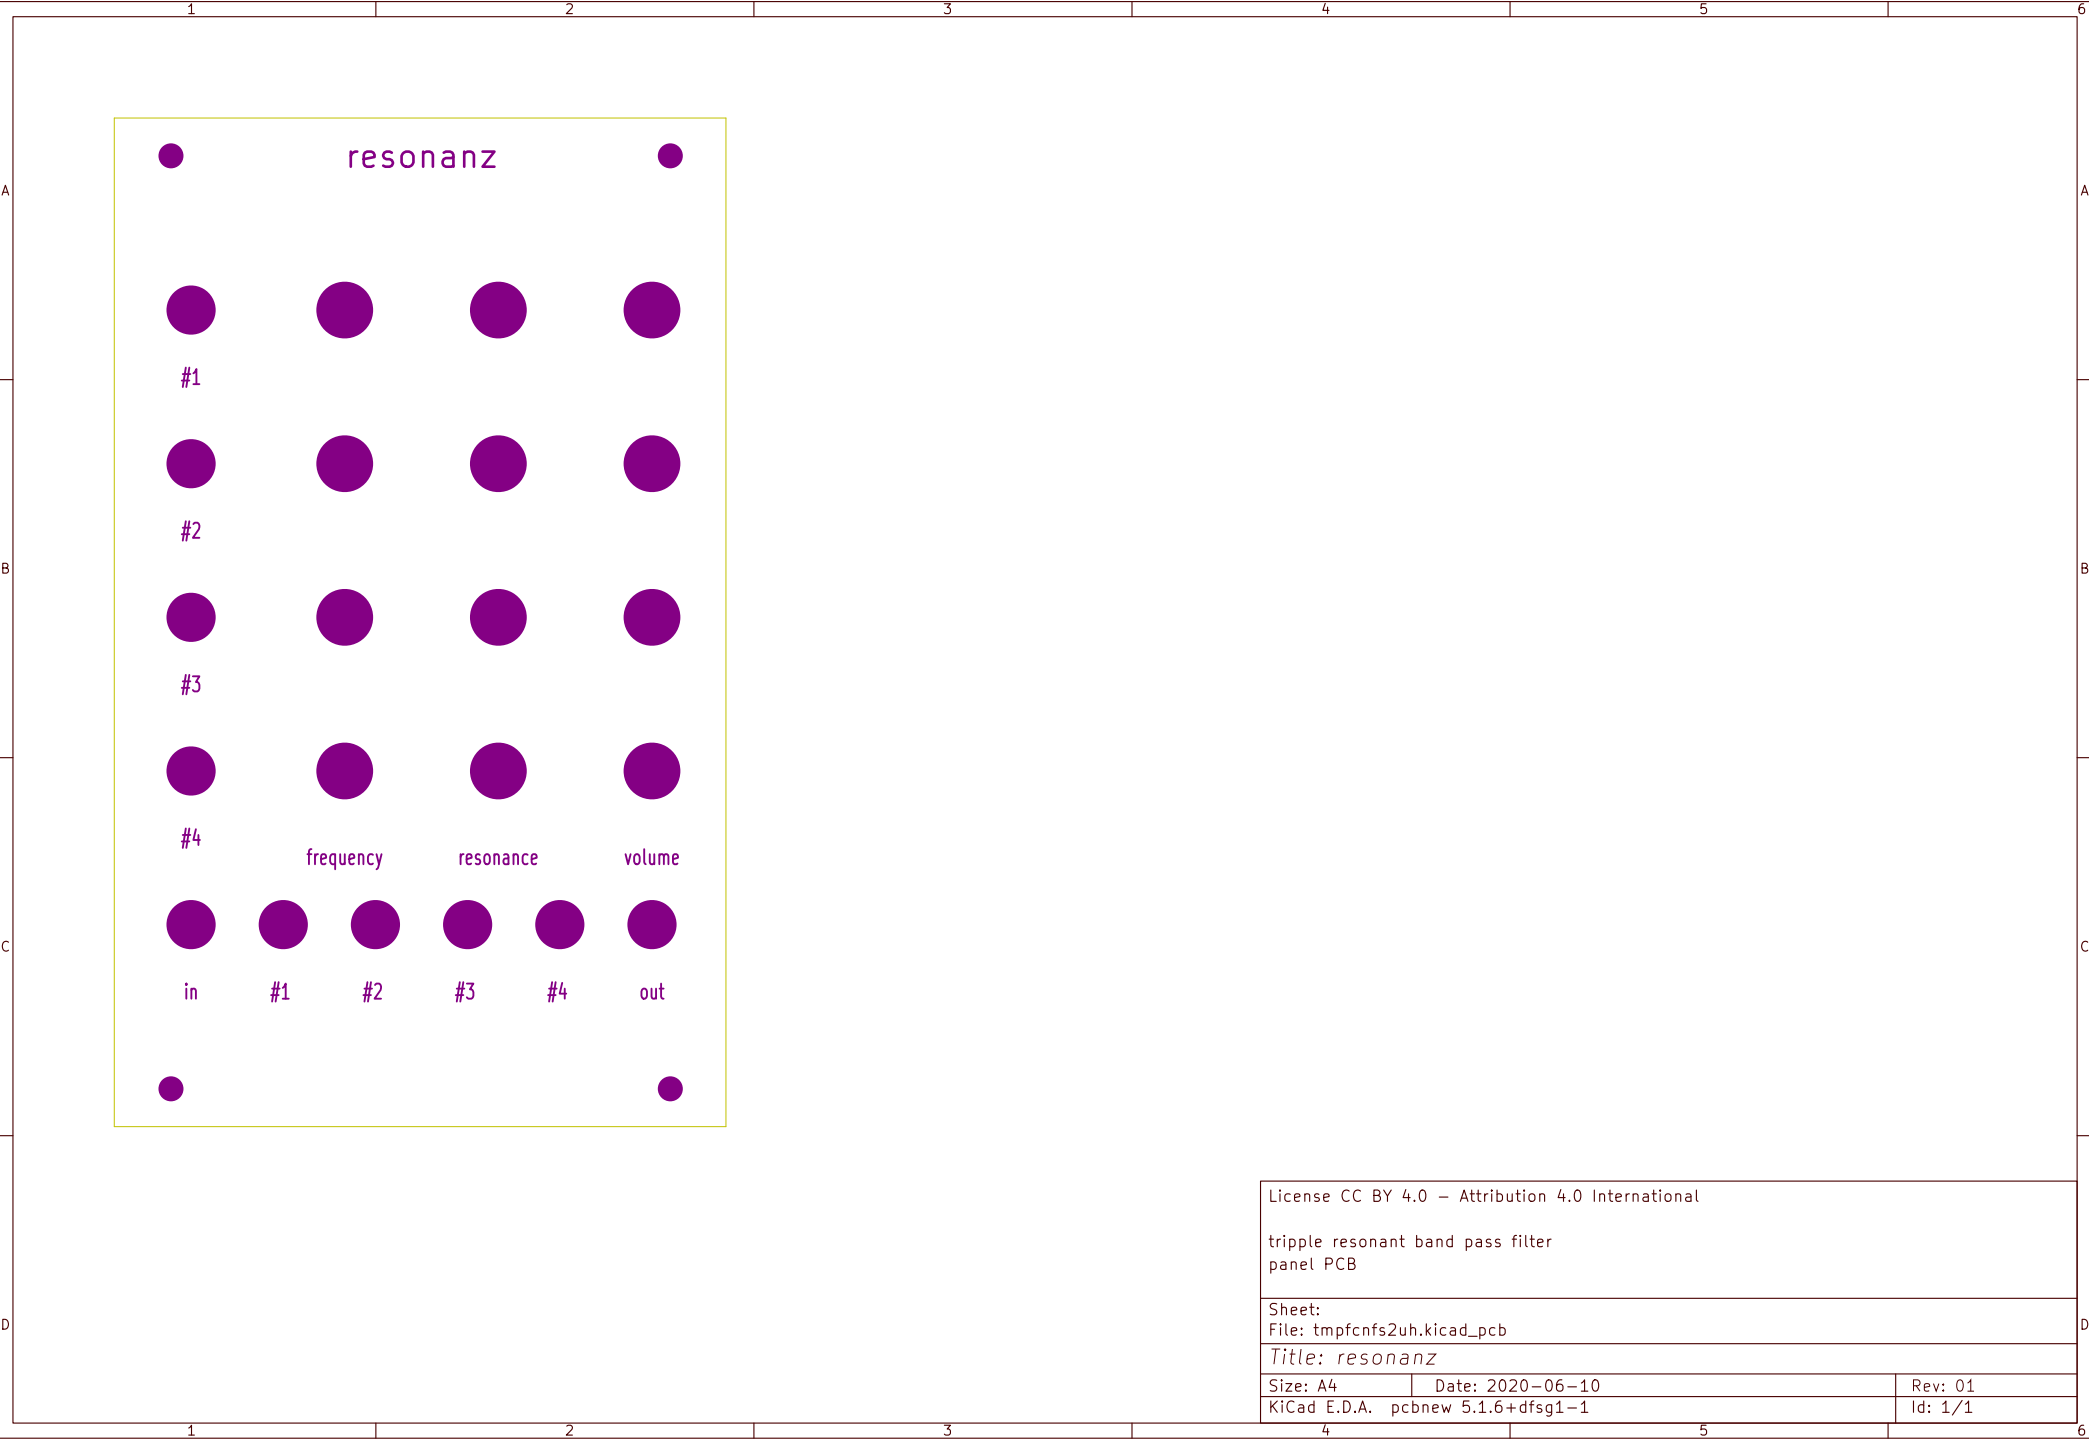 1 2 3 4 5 6
resonanz
A A
#1
#2
B B
#3
#4
frequency resonance volume
C C
in #1 #2 #3 #4 out
License CC BY 4.0 - Attribution 4.0 International
tripple resonant band pass filter
panel PCB
Sheet:
D D
File: tmpfcnfs2uh.kicad_pcb
Title: resonanz
Size: A4 Date: 2020-06-10 Rev: 01
KiCad E.D.A. pcbnew 5.1.6+dfsg1-1 Id: 1/1
1 2 3 4 5 6